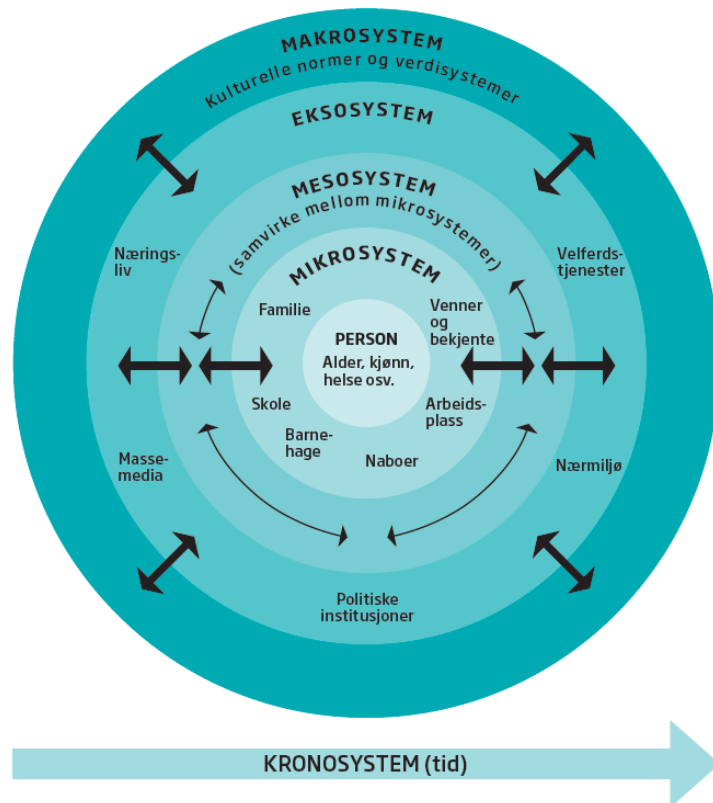 MAKROSYSTEM
Kulturelle normer og verdisystemer
EKSOSYSTEM
MESOSYSTEM
(samvirke mellom mikrosystemer)
MIKROSYSTEM
Nærings-
liv
Velferds-
tjenester
Familie
Venner
og
bekjente
PERSON
Alder, kjønn,
helse osv.
Skole
Arbeids-
plass
Barne-
hage
Naboer
Masse-
media
Nærmiljø
Politiske
institusjoner
KRONOSYSTEM (tid)